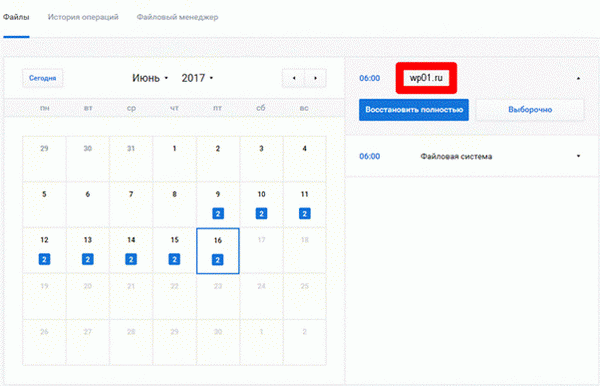 Файлы История операций Файловый менеджер
Сегодня Июнь 2017
пн вт ср чт пт сб вс
29 30 31 1 2 3 4
5 6 7 8 9 10 11
2 2 2
12 13 14 15 16 17 18
2 2 2 2 2
19 20 21 22 23 24 25
26 27 28 29 30 1 2
06:00 wp01.ru
Восстановить полностью Выборочно
06:00 Файловая система